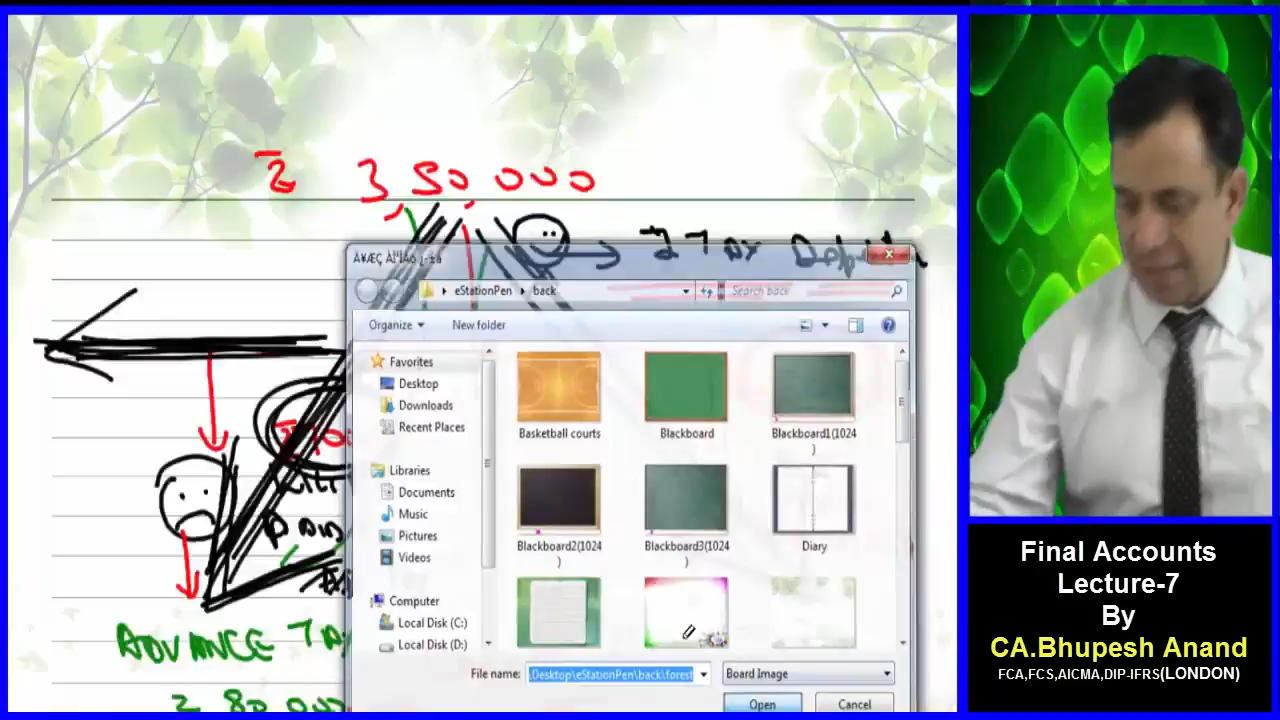 ₹ 3,50,000
eStationPen
back
Search back
Organize
New folder
Favorites
Desktop
Downloads
Recent Places
Libraries
Documents
Music
Pictures
Videos
Computer
Local Disk (C:)
Local Disk (D:)
Basketball courts
Blackboard
Blackboard1(1024
)
Blackboard2(1024
)
Blackboard3(1024
)
Diary
File name:
\Desktop\eStationPen\back\forest
Board Image
Open
Cancel
ADVANCE
Final Accounts
Lecture-7
By
CA.Bhupesh Anand
FCA,FCS,AICMA,DIP-IFRS(LONDON)